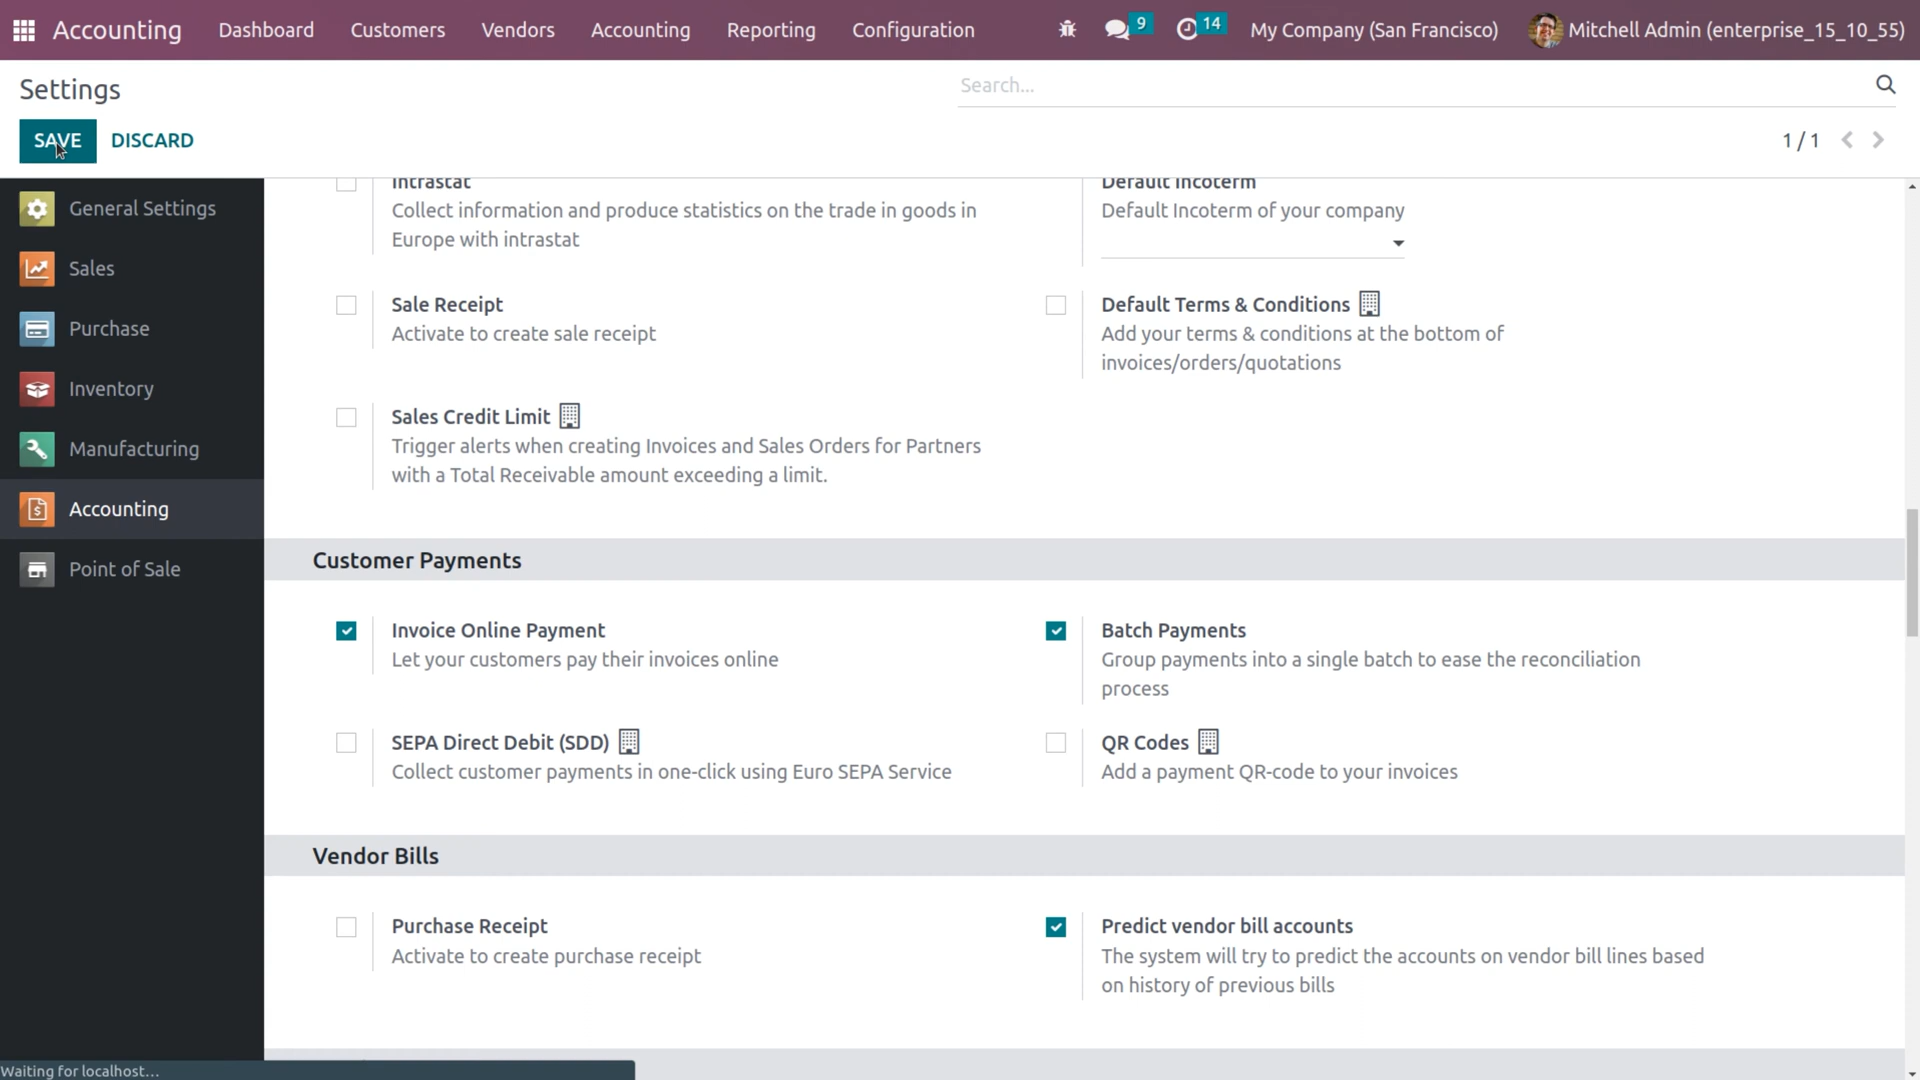 Accounting Dashboard Customers Vendors Accounting Reporting Configuration 9 14 My Company (San Francisco) Mitchell Admin (enterprise_15_10_55)
Settings
Search...
SAVE DISCARD
1 / 1
General Settings
Sales
Purchase
Inventory
Manufacturing
Accounting
Point of Sale
Intrastat
Collect information and produce statistics on the trade in goods in
Europe with intrastat
Default Incoterm
Default Incoterm of your company
Sale Receipt
Activate to create sale receipt
Default Terms & Conditions
Add your terms & conditions at the bottom of
invoices/orders/quotations
Sales Credit Limit
Trigger alerts when creating Invoices and Sales Orders for Partners
with a Total Receivable amount exceeding a limit.
Customer Payments
Invoice Online Payment
Let your customers pay their invoices online
Batch Payments
Group payments into a single batch to ease the reconciliation
process
SEPA Direct Debit (SDD)
Collect customer payments in one-click using Euro SEPA Service
QR Codes
Add a payment QR-code to your invoices
Vendor Bills
Purchase Receipt
Activate to create purchase receipt
Predict vendor bill accounts
The system will try to predict the accounts on vendor bill lines based
on history of previous bills
Waiting for localhost...